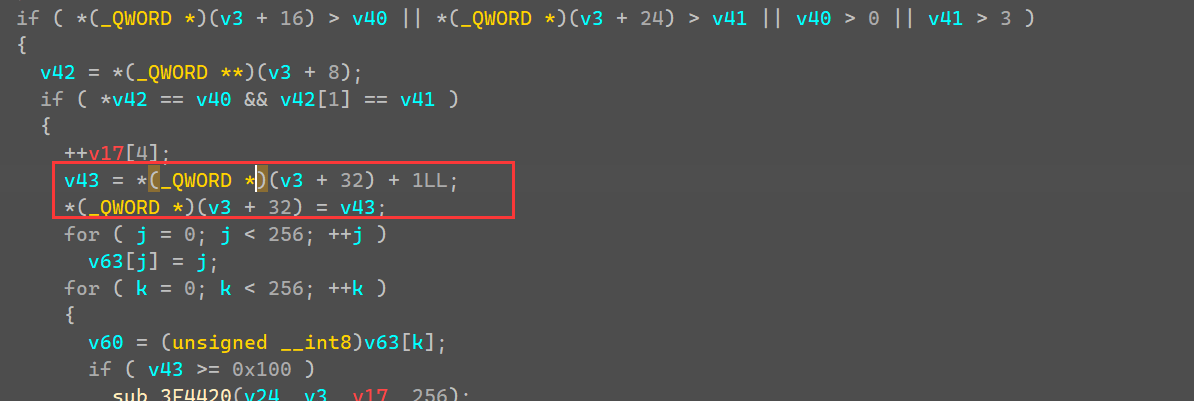 if ( *(_QWORD *)(v3 + 16) > v40 || *(_QWORD *)(v3 + 24) > v41 || v40 > 0 || v41 > 3 )
{
v42 = *(_QWORD **)(v3 + 8);
if ( *v42 == v40 && v42[1] == v41 )
{
++v17[4];
v43 = *(_QWORD *)(v3 + 32) + 1LL;
*(_QWORD *)(v3 + 32) = v43;
for ( j = 0; j < 256; ++j )
v63[j] = j;
for ( k = 0; k < 256; ++k )
{
v60 = (unsigned __int8)v63[k];
if ( v43 >= 0x100 )
sub_3F4420(v24, v3, v17, 256);